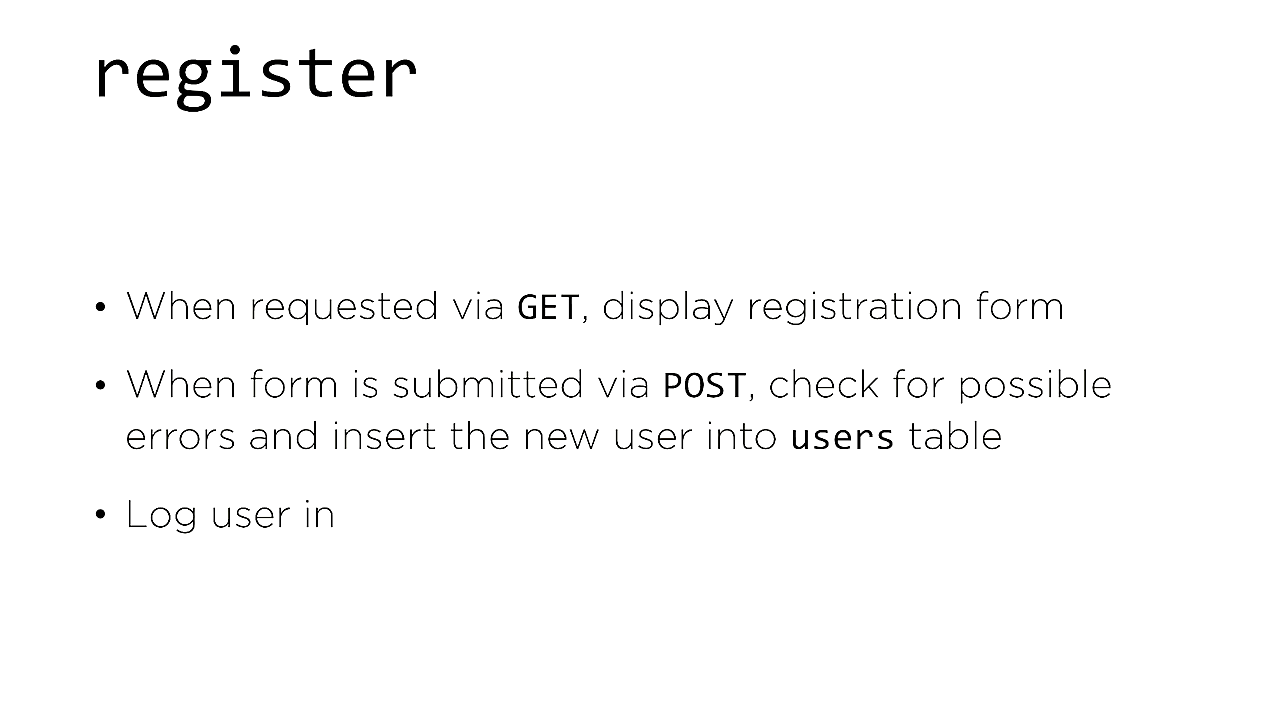 register
• When requested via GET, display registration form
• When form is submitted via POST, check for possible
errors and insert the new user into users table
• Log user in